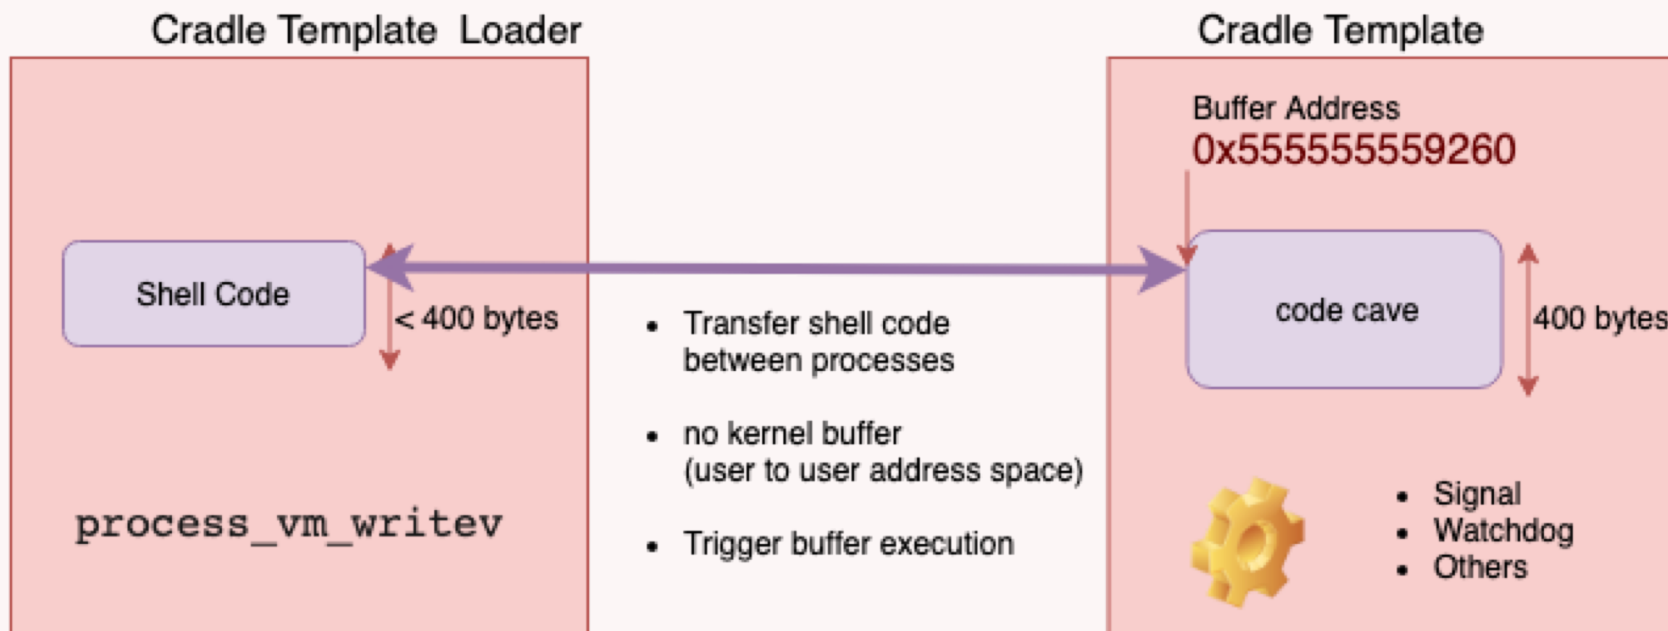 Cradle Template Loader
Cradle Template
Buffer Address
0x555555559260
Shell Code
< 400 bytes
• Transfer shell code
between processes
• no kernel buffer
(user to user address space)
• Trigger buffer execution
process_vm_writev
code cave
400 bytes
• Signal
• Watchdog
• Others